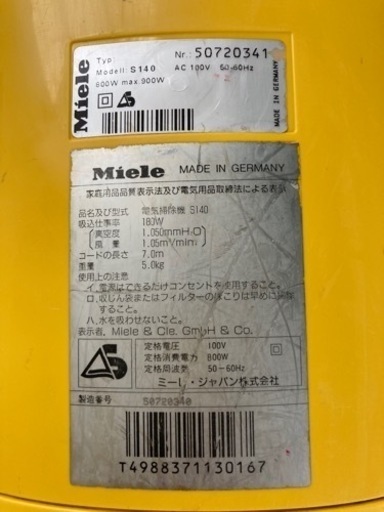 Miele
Typ
Nr.: 50720341
Modell: S140
AC 100V 50-60Hz
800W max.900W
MADE IN GERMANY
Miele MADE IN GERMANY
家庭用品品質表示法及び電気用品取締法による表示
品名及び型式 電気掃除機 S140
吸込仕事率 180W
真空度 1.050mmH₂O
風量 1.05m³/min
コードの長さ 7.0m
重量 5.0kg
使用上の注意
イ.電源はできるだけコンセントを使用すること。
ロ.収じん袋またはフィルターのほこりは早めに
すること。
ハ.水を吸わせないこと。
表示者. Miele & Cie. GmbH & Co.
定格電圧 100V
定格消費電力 800W
定格周波数 50-60Hz
ミーレ・ジャパン株式会社
製造番号 50720340
T4988371130167